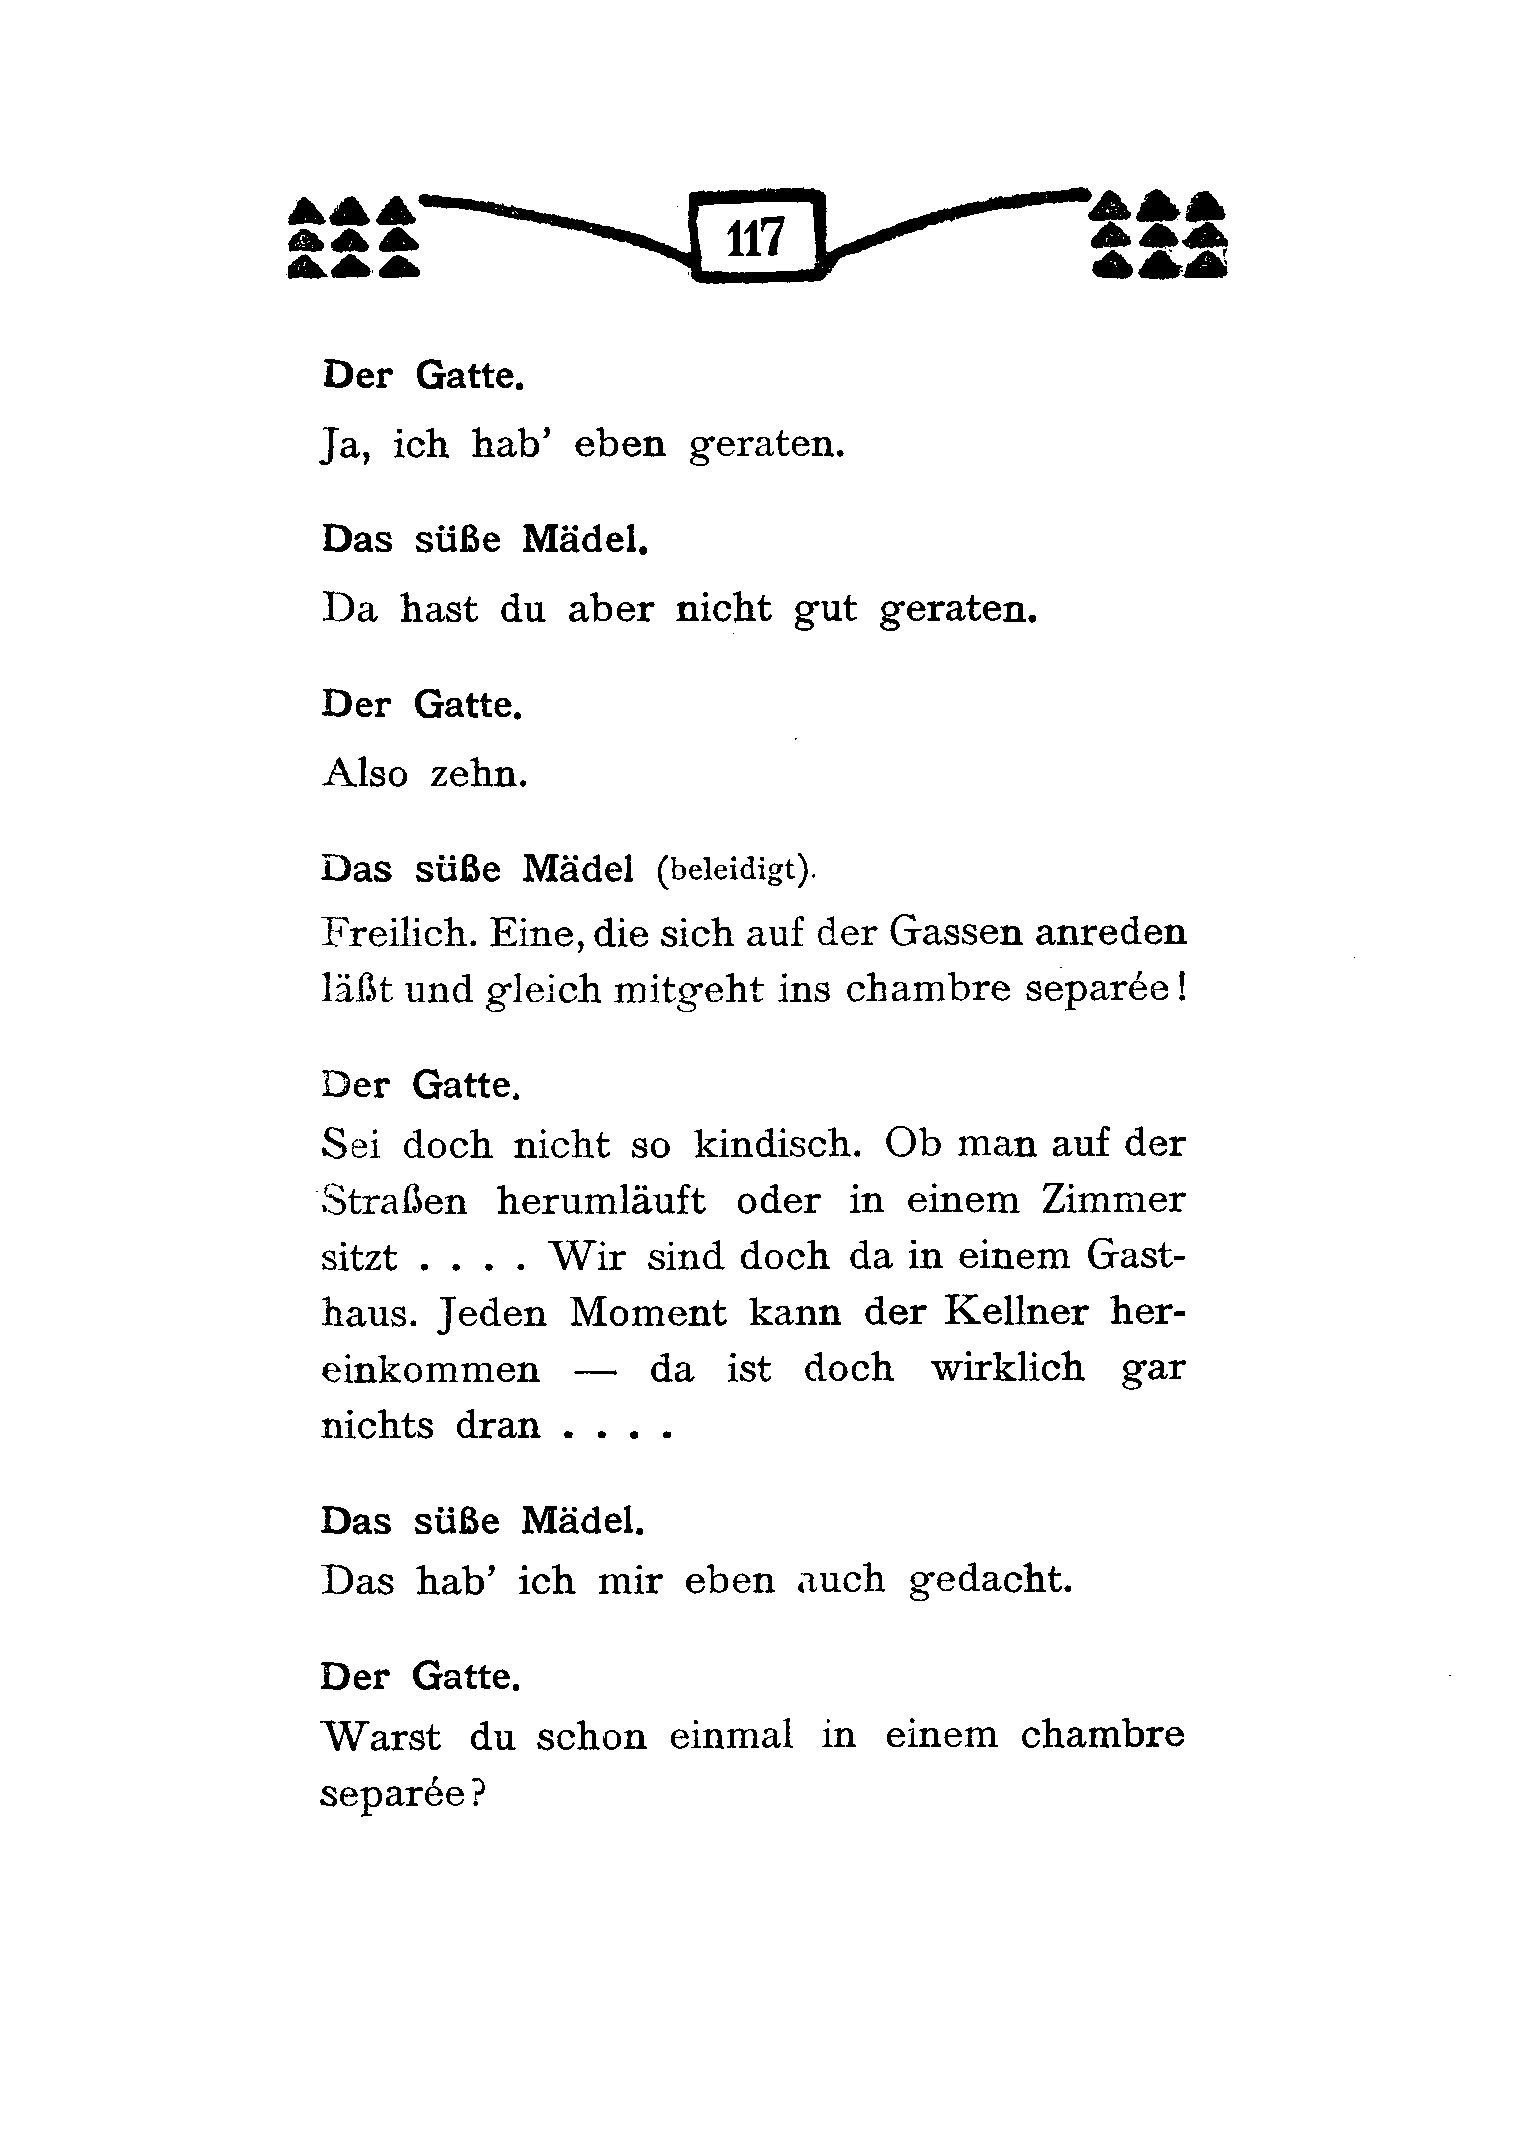 117
Der Gatte.
Ja, ich hab’ eben geraten.
Das süße Mädel.
Da hast du aber nicht gut geraten.
Der Gatte.
Also zehn.
Das süße Mädel (beleidigt).
Freilich. Eine, die sich auf der Gassen anreden
läßt und gleich mitgeht ins chambre separée!
Der Gatte.
Sei doch nicht so kindisch. Ob man auf der
Straßen herumläuft oder in einem Zimmer
sitzt . . . . Wir sind doch da in einem Gast-
haus. Jeden Moment kann der Kellner her-
einkommen — da ist doch wirklich gar
nichts dran . . . .
Das süße Mädel.
Das hab’ ich mir eben auch gedacht.
Der Gatte.
Warst du schon einmal in einem chambre
separée?